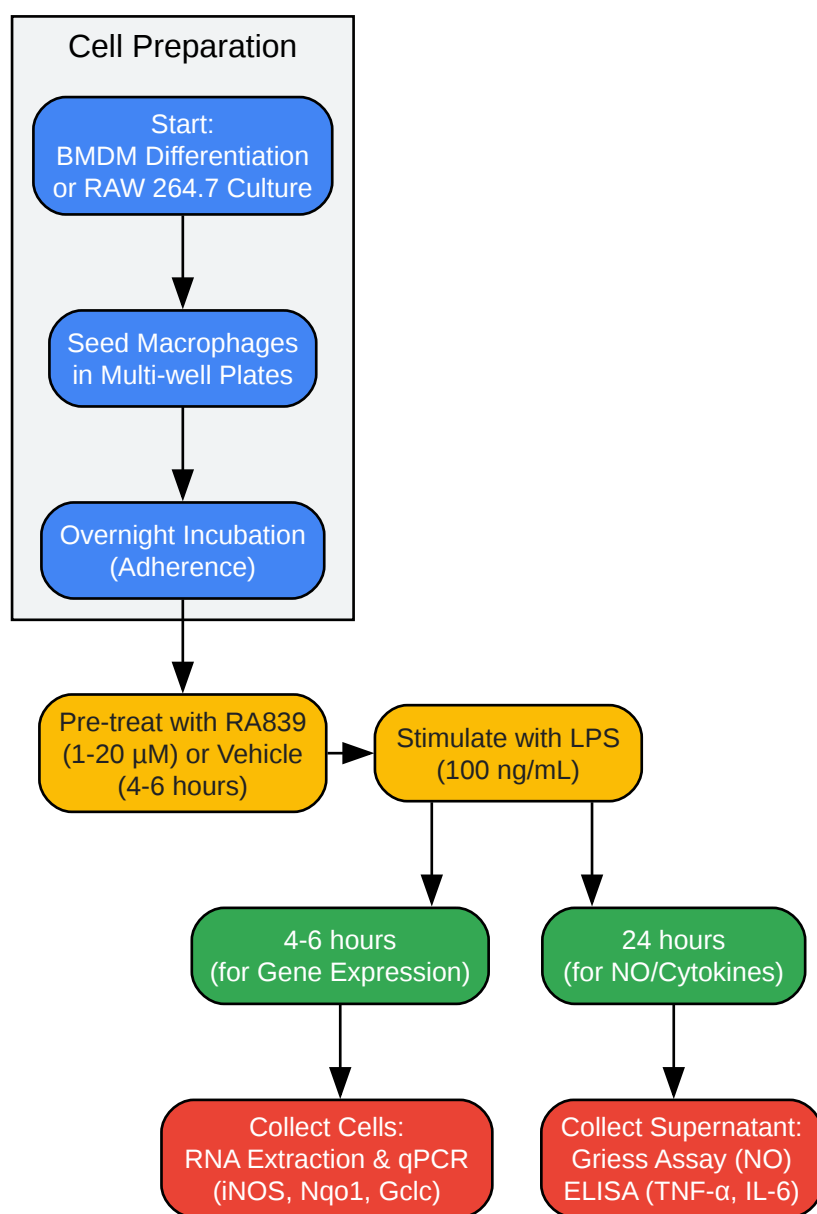 Cell Preparation
Start:
BMDM Differentiation
or RAW 264.7 Culture
Seed Macrophages
in Multi-well Plates
Overnight Incubation
(Adherence)
Pre-treat with RA839
(1-20 µM) or Vehicle
(4-6 hours)
Stimulate with LPS
(100 ng/mL)
4-6 hours
(for Gene Expression)
24 hours
(for NO/Cytokines)
Collect Cells:
RNA Extraction & qPCR
(iNOS, Nqo1, Gclc)
Collect Supernatant:
Griess Assay (NO)
ELISA (TNF-α, IL-6)